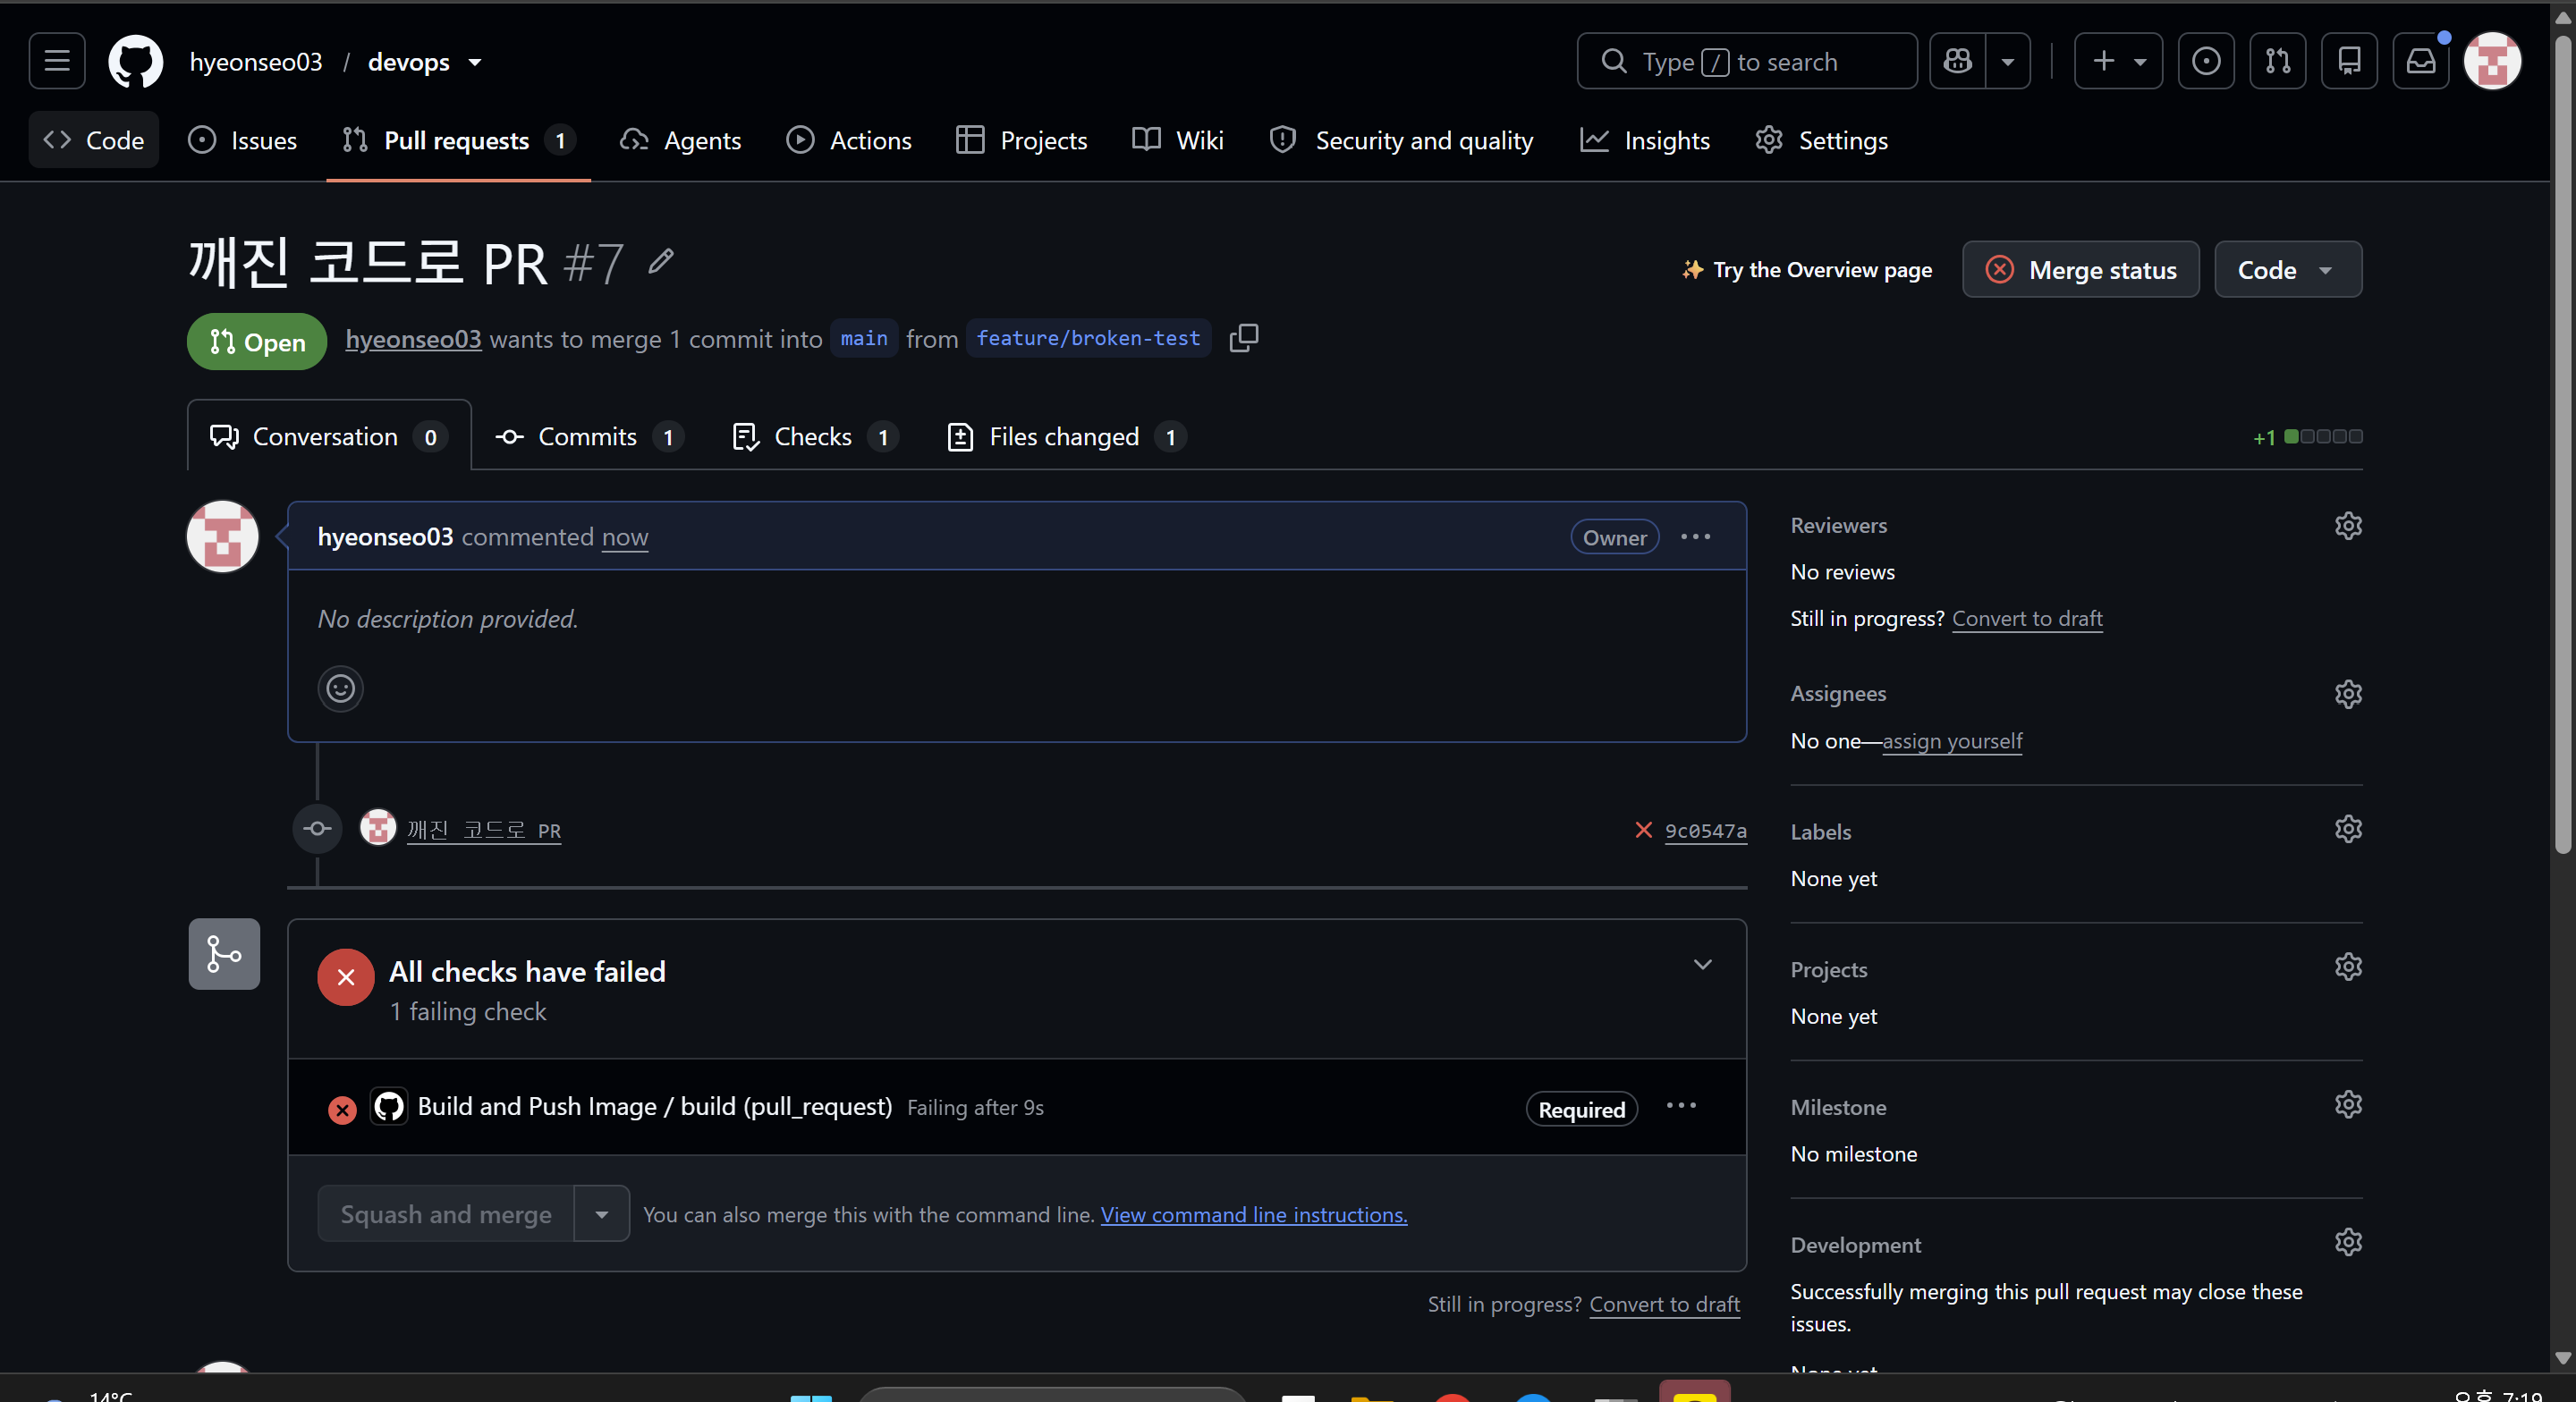 hyeonseo03 / devops
Type / to search
Code
Issues
Pull requests 1
Agents
Actions
Projects
Wiki
Security and quality
Insights
Settings
깨진 코드로 PR #7
Try the Overview page
Merge status
Code
Open
hyeonseo03 wants to merge 1 commit into main from feature/broken-test
Conversation 0
Commits 1
Checks 1
Files changed 1
+1
hyeonseo03 commented now
Owner
No description provided.
깨진 코드로 PR
9c0547a
All checks have failed
1 failing check
Build and Push Image / build (pull_request) Failing after 9s
Required
Squash and merge
You can also merge this with the command line. View command line instructions.
Still in progress? Convert to draft
Reviewers
No reviews
Still in progress? Convert to draft
Assignees
No one—assign yourself
Labels
None yet
Projects
None yet
Milestone
No milestone
Development
Successfully merging this pull request may close these
issues.
None yet
14°C
오후 7:19